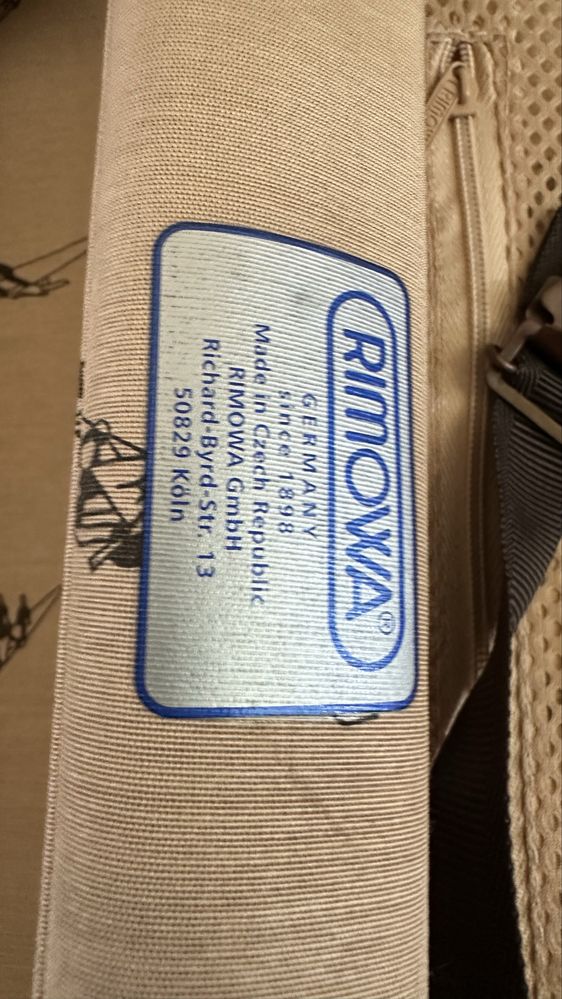 RIMOWA®
GERMANY
since 1898
Made in Czech Republic
RIMOWA GmbH
Richard-Byrd-Str. 13
50829 Köln